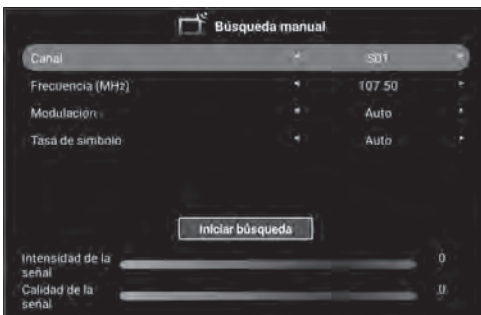 Búsqueda manual
Canal S01
Frecuencia (MHz) 107.50
Modulación Auto
Tasa de símbolo Auto
Iniciar búsqueda
Intensidad de la señal 0
Calidad de la señal 0